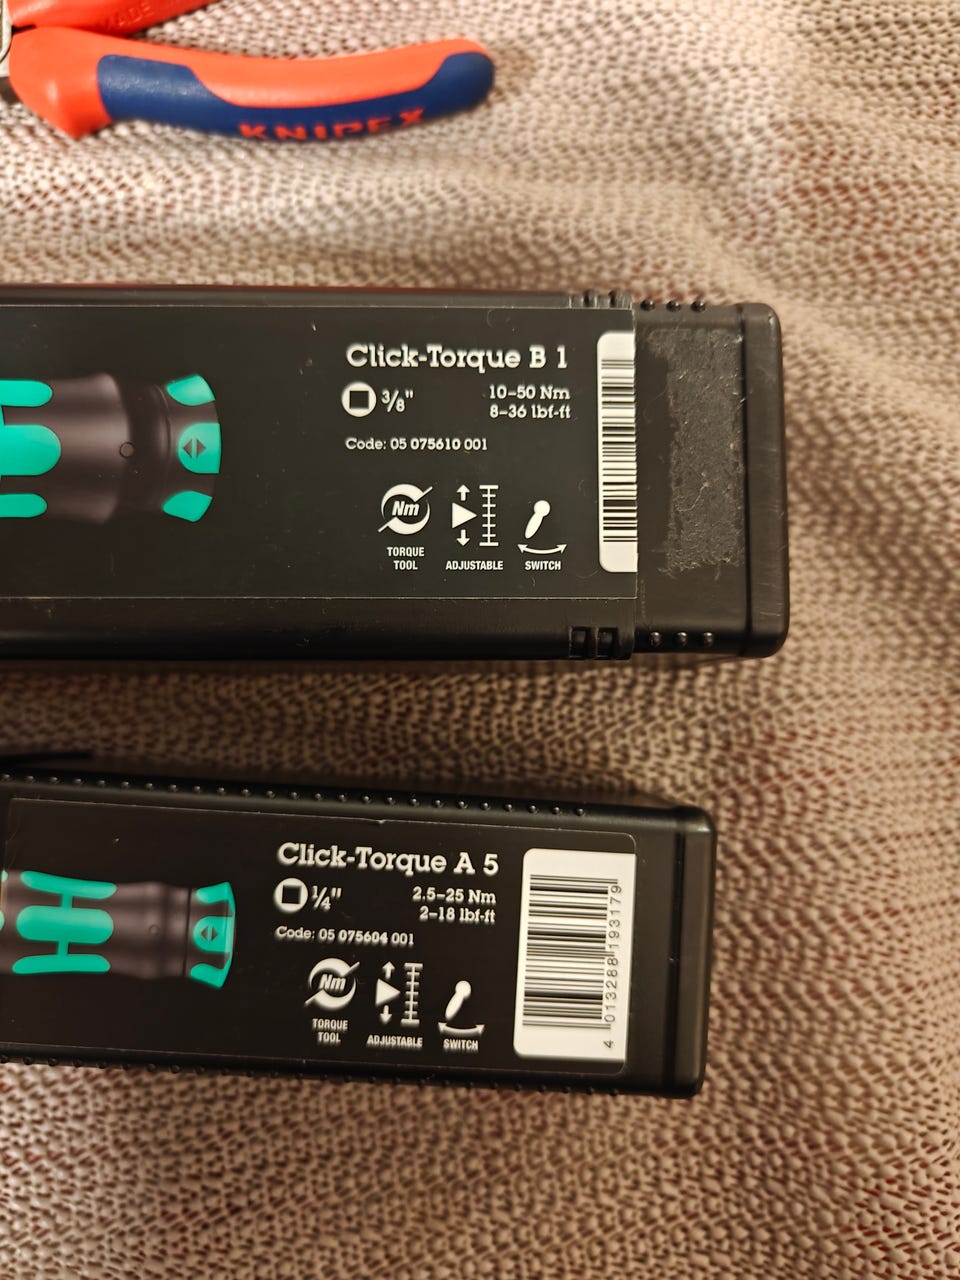 MADE
KNIPEX
Click-Torque B 1
3/8"
10–50 Nm
8–36 lbf-ft
Code: 05 075610 001
Nm
TORQUE
TOOL
ADJUSTABLE
SWITCH
Click-Torque A 5
1/4"
2.5–25 Nm
2–18 lbf-ft
Code: 05 075604 001
Nm
TORQUE
TOOL
ADJUSTABLE
SWITCH
4 013288 193179